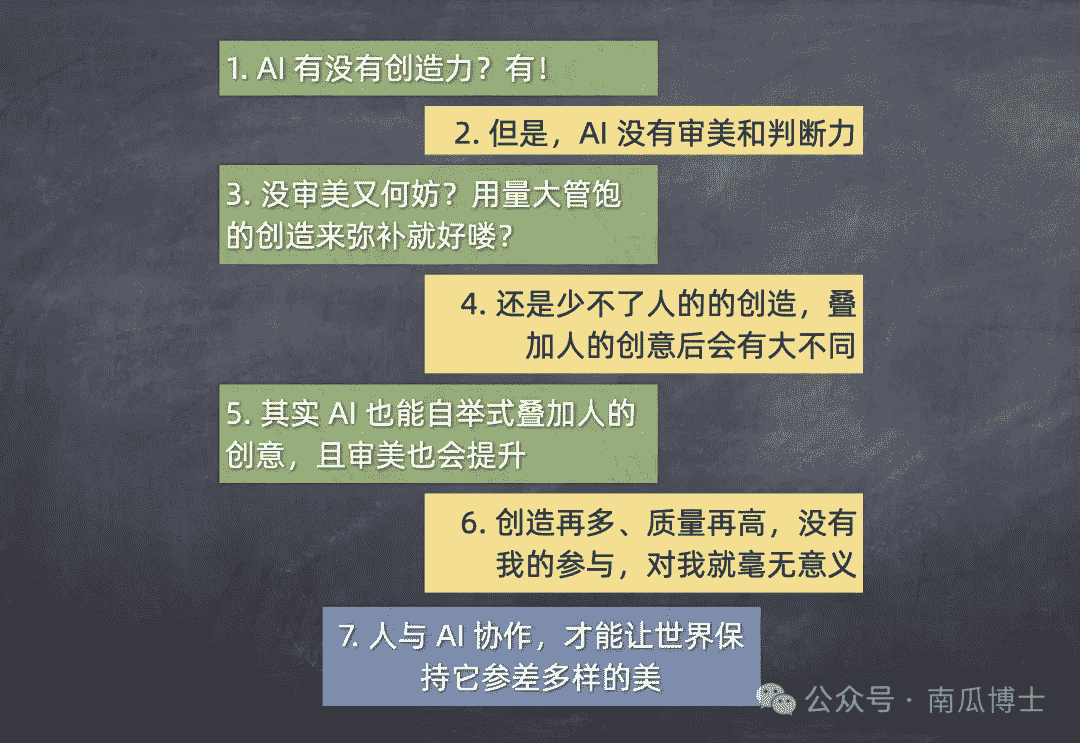 1. AI 有没有创造力？有！
2. 但是，AI 没有审美和判断力
3. 没审美又何妨？用量大管饱
的创造来弥补就好喽？
4. 还是少不了人的的创造，叠
加人的创意后会有大不同
5. 其实 AI 也能自举式叠加人的
创意，且审美也会提升
6. 创造再多、质量再高，没有
我的参与，对我就毫无意义
7. 人与 AI 协作，才能让世界保
持它参差多样的美
公众号 · 南瓜博士